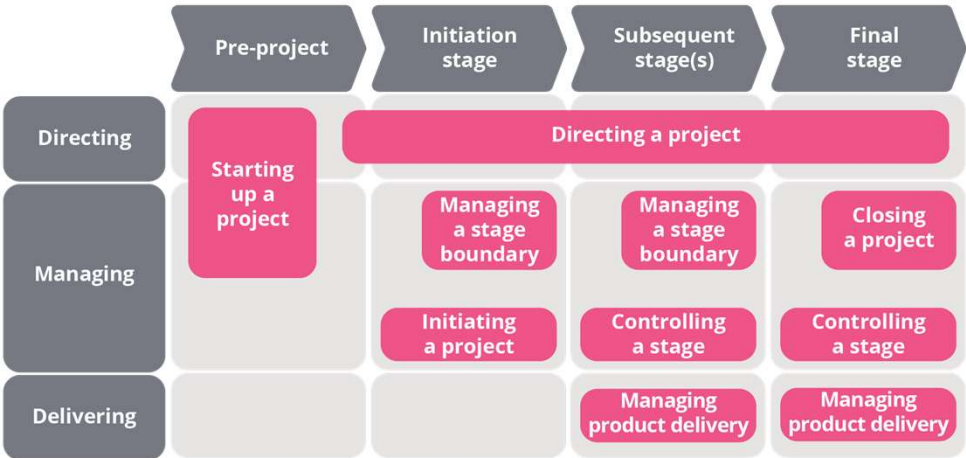 Pre-project
Initiation
stage
Subsequent
stage(s)
Final
stage
Directing
Starting
up a
project
Directing a project
Managing
Managing
a stage
boundary
Managing
a stage
boundary
Closing
a project
Initiating
a project
Controlling
a stage
Controlling
a stage
Delivering
Managing
product delivery
Managing
product delivery